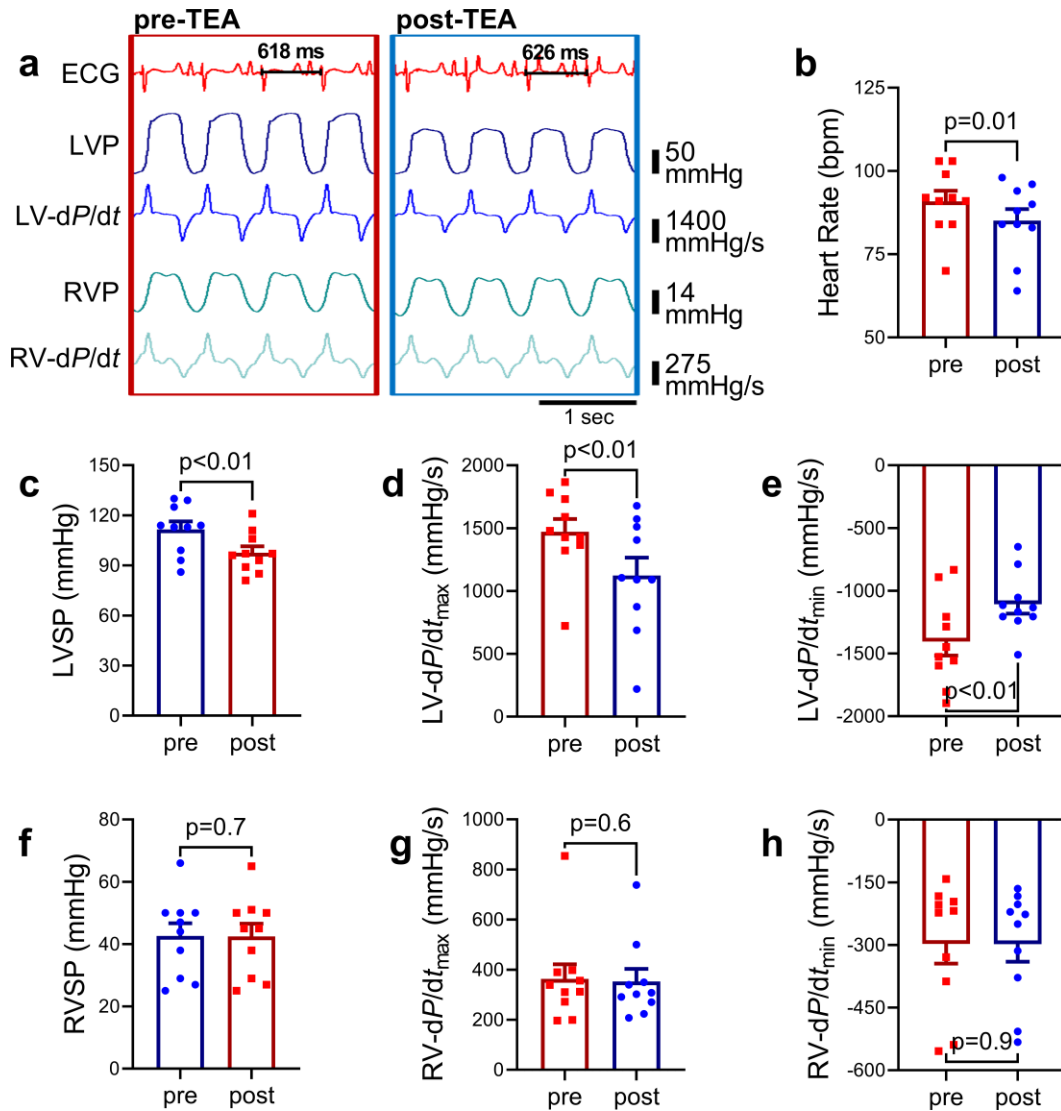 pre-TEA
post-TEA
a
ECG
618 ms
626 ms
LVP
50
mmHg
LV-dP/dt
1400
mmHg/s
RVP
14
mmHg
RV-dP/dt
275
mmHg/s
1 sec
b
Heart Rate (bpm)
125
100
75
50
p=0.01
pre
post
c
LVSP (mmHg)
150
120
90
60
30
0
p<0.01
pre
post
d
LV-dP/dtmax (mmHg/s)
2000
1500
1000
500
0
p<0.01
pre
post
e
LV-dP/dtmin (mmHg/s)
0
-500
-1000
-1500
-2000
p<0.01
pre
post
f
RVSP (mmHg)
80
60
40
20
0
p=0.7
pre
post
g
RV-dP/dtmax (mmHg/s)
1000
800
600
400
200
0
p=0.6
pre
post
h
RV-dP/dtmin (mmHg/s)
0
-150
-300
-450
-600
p=0.9
pre
post